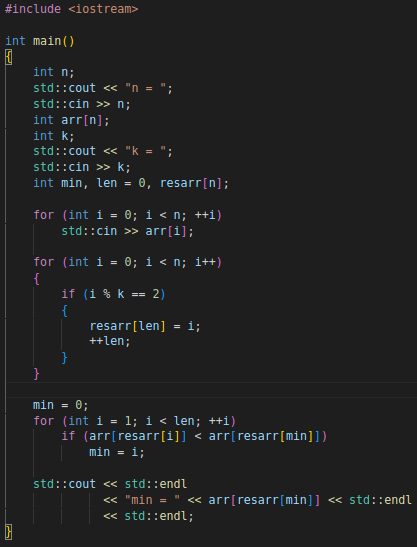 #include <iostream>
int main()
{
    int n;
    std::cout << "n = ";
    std::cin >> n;
    int arr[n];
    int k;
    std::cout << "k = ";
    std::cin >> k;
    int min, len = 0, resarr[n];
    for (int i = 0; i < n; ++i)
        std::cin >> arr[i];
    for (int i = 0; i < n; i++)
    {
        if (i % k == 2)
        {
            resarr[len] = i;
            ++len;
        }
    }
    min = 0;
    for (int i = 1; i < len; ++i)
        if (arr[resarr[i]] < arr[resarr[min]])
            min = i;
    std::cout << std::endl
              << "min = " << arr[resarr[min]] << std::endl
              << std::endl;
}